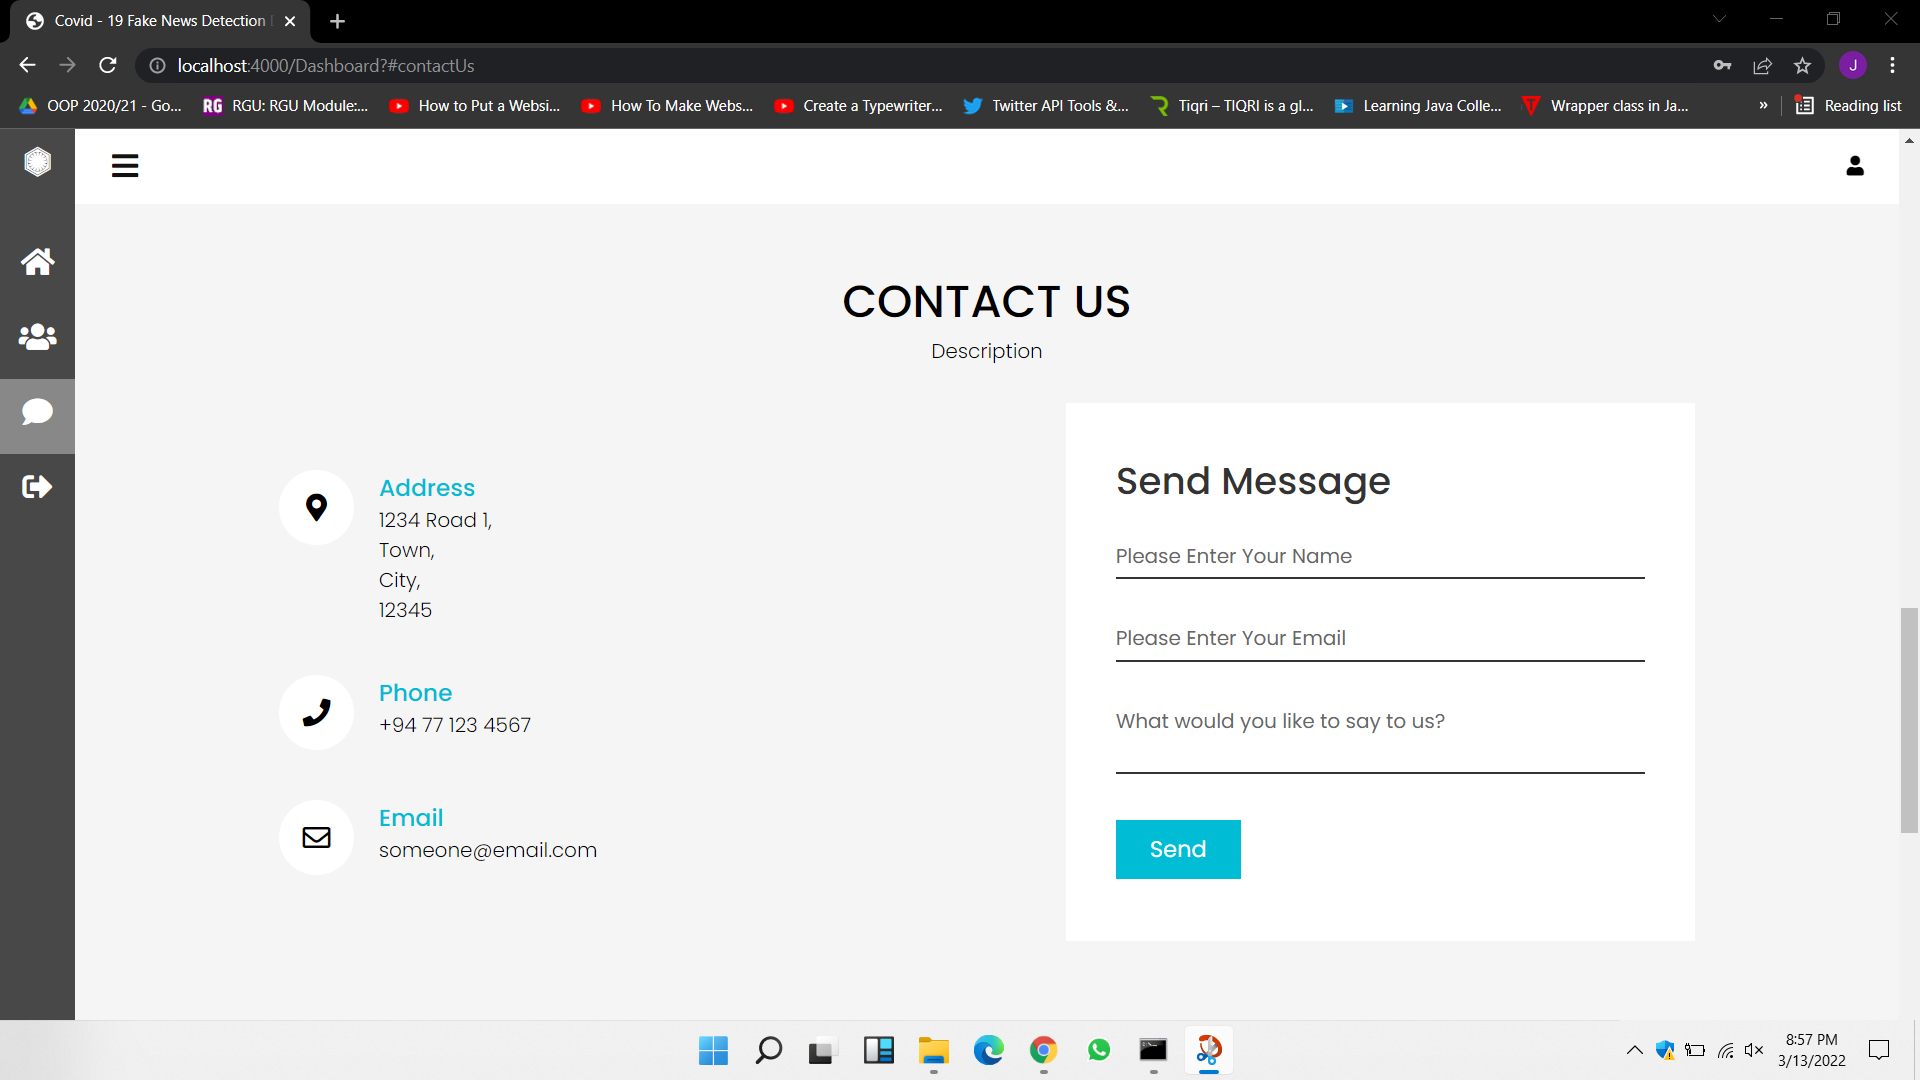 Covid - 19 Fake News Detection
localhost:4000/Dashboard?#contactUs
J
OOP 2020/21 - Go...
RG
RGU: RGU Module:...
How to Put a Websi...
How To Make Webs...
Create a Typewriter...
Twitter API Tools &...
Tiqri – TIQRI is a gl...
Learning Java Colle...
Wrapper class in Ja...
»
Reading list
CONTACT US
Description
Address
1234 Road 1,
Town,
City,
12345
Phone
+94 77 123 4567
Email
someone@email.com
Send Message
Please Enter Your Name
Please Enter Your Email
What would you like to say to us?
Send
8:57 PM
3/13/2022